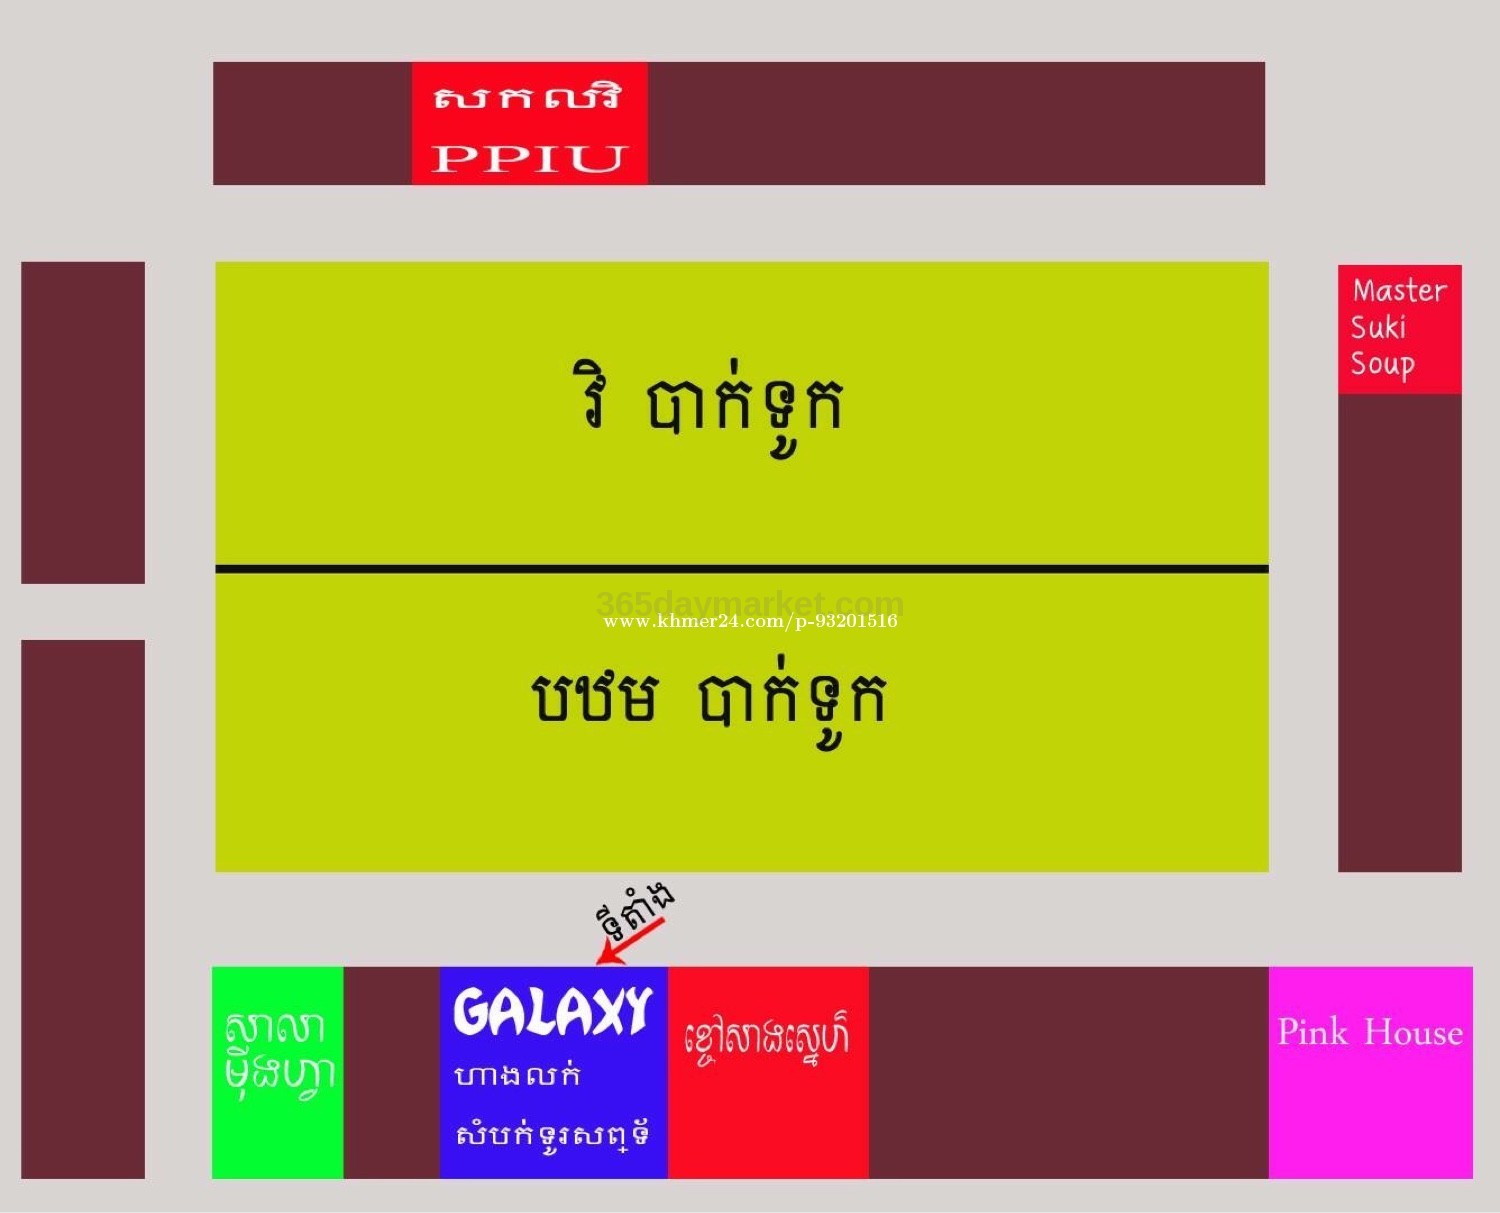 សកលវិ
PPIU
Master
Suki
Soup
វិ បាក់ទូក
365daymarket.com
www.khmer24.com/p-93201516
បឋម បាក់ទូក
ទីតាំង
សាលា
ម៉ិងហ្វា
GALAXY
ហាងលក់
សំបក់ទូរសព្ទ័
ខ្ចៅសាងស្នេហ៍
Pink House